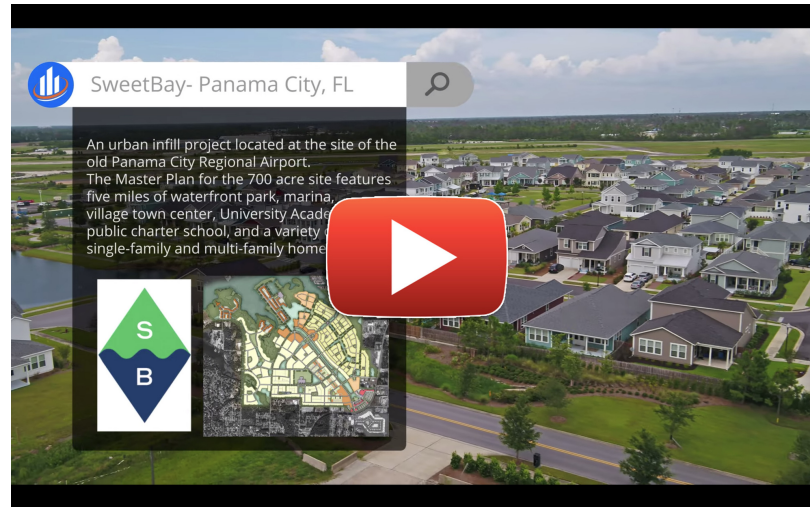 SweetBay- Panama City, FL
An urban infill project located at the site of the
old Panama City Regional Airport.
The Master Plan for the 700 acre site features
five miles of waterfront park, marina,
village town center, University
public charter school, and a variety
single-family and multi-family
S
B